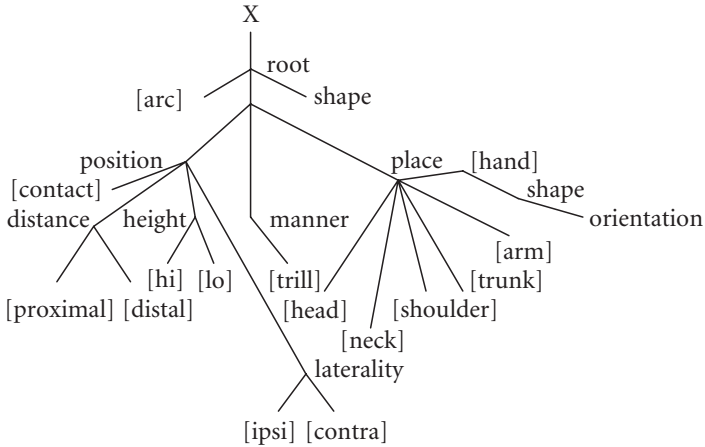 X
root
[arc]
shape
position
place
[hand]
[contact]
shape
distance
height
manner
orientation
[arm]
[hi]
[lo]
[trill]
[trunk]
[proximal]
[distal]
[head]
[shoulder]
[neck]
laterality
[ipsi]
[contra]